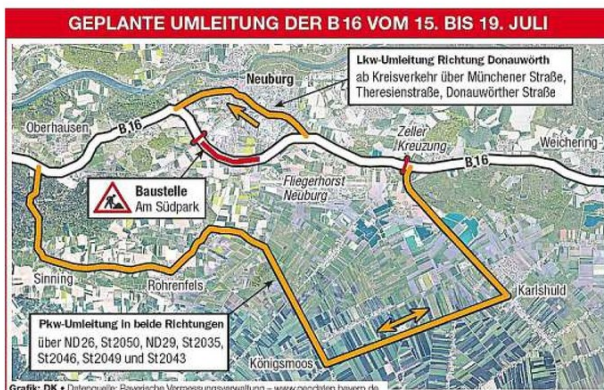 GEPLANTE UMLEITUNG DER B 16 VOM 15. BIS 19. JULI
Lkw-Umleitung Richtung Donauwörth
ab Kreisverkehr über Münchener Straße,
Theresienstraße, Donauwörther Straße
Neuburg
Oberhausen
B 16
Zeller
Kreuzung
Weichering
B 16
Baustelle
Am Südpark
Fliegerhorst
Neuburg
Sinning
Rohrenfels
Karlshuld
Pkw-Umleitung in beide Richtungen
über ND26, St2050, ND29, St2035,
St2046, St2049 und St2043
Königsmoos
Grafik: DK • Datenquelle: Bayerische Vermessungsverwaltung – www.geodaten.bayern.de